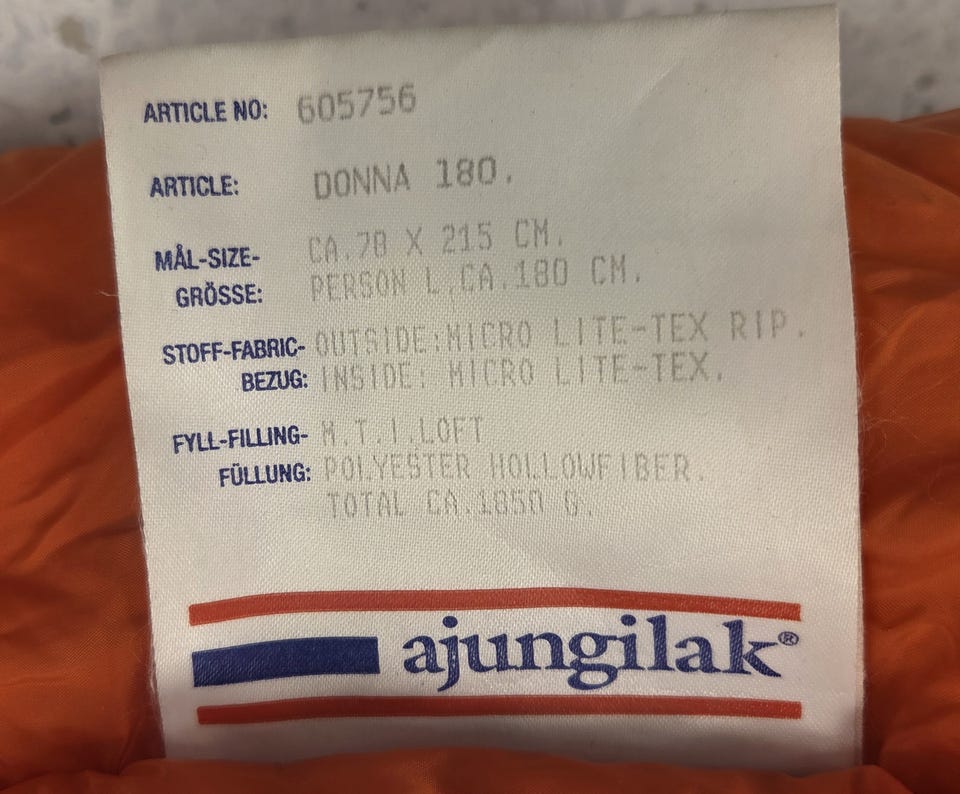 ARTICLE NO: 605756
ARTICLE: DONNA 180.
MÅL-SIZE- CA.78 X 215 CM.
GRÖSSE: PERSON L.CA.180 CM.
STOFF-FABRIC- OUTSIDE:MICRO LITE-TEX RIP.
BEZUG: INSIDE: MICRO LITE-TEX.
FYLL-FILLING- M.T.I.LOFT
FÜLLUNG: POLYESTER HOLLOWFIBER
TOTAL CA.1850 G.
ajungilak®